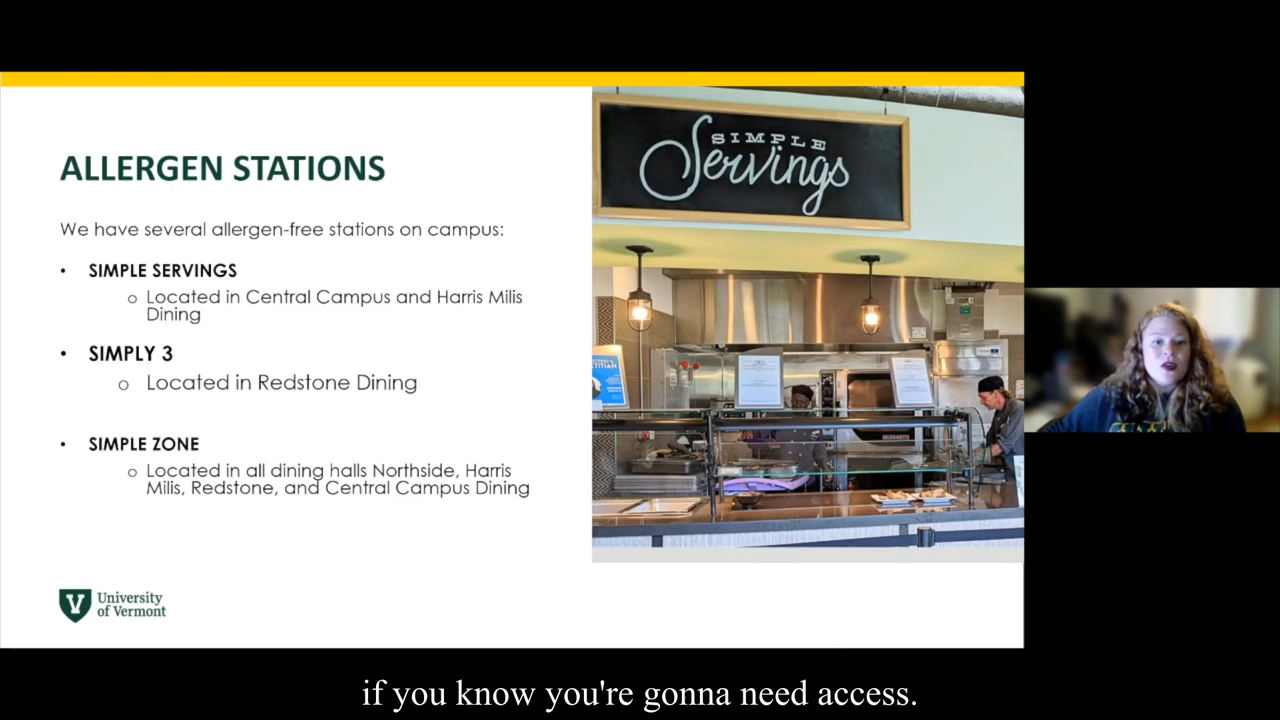 ALLERGEN STATIONS
We have several allergen-free stations on campus:
• SIMPLE SERVINGS
o Located in Central Campus and Harris Milis
Dining
• SIMPLY 3
o Located in Redstone Dining
• SIMPLE ZONE
o Located in all dining halls Northside, Harris
Milis, Redstone, and Central Campus Dining
V University
of Vermont
SIMPLE
Servings
if you know you're gonna need access.